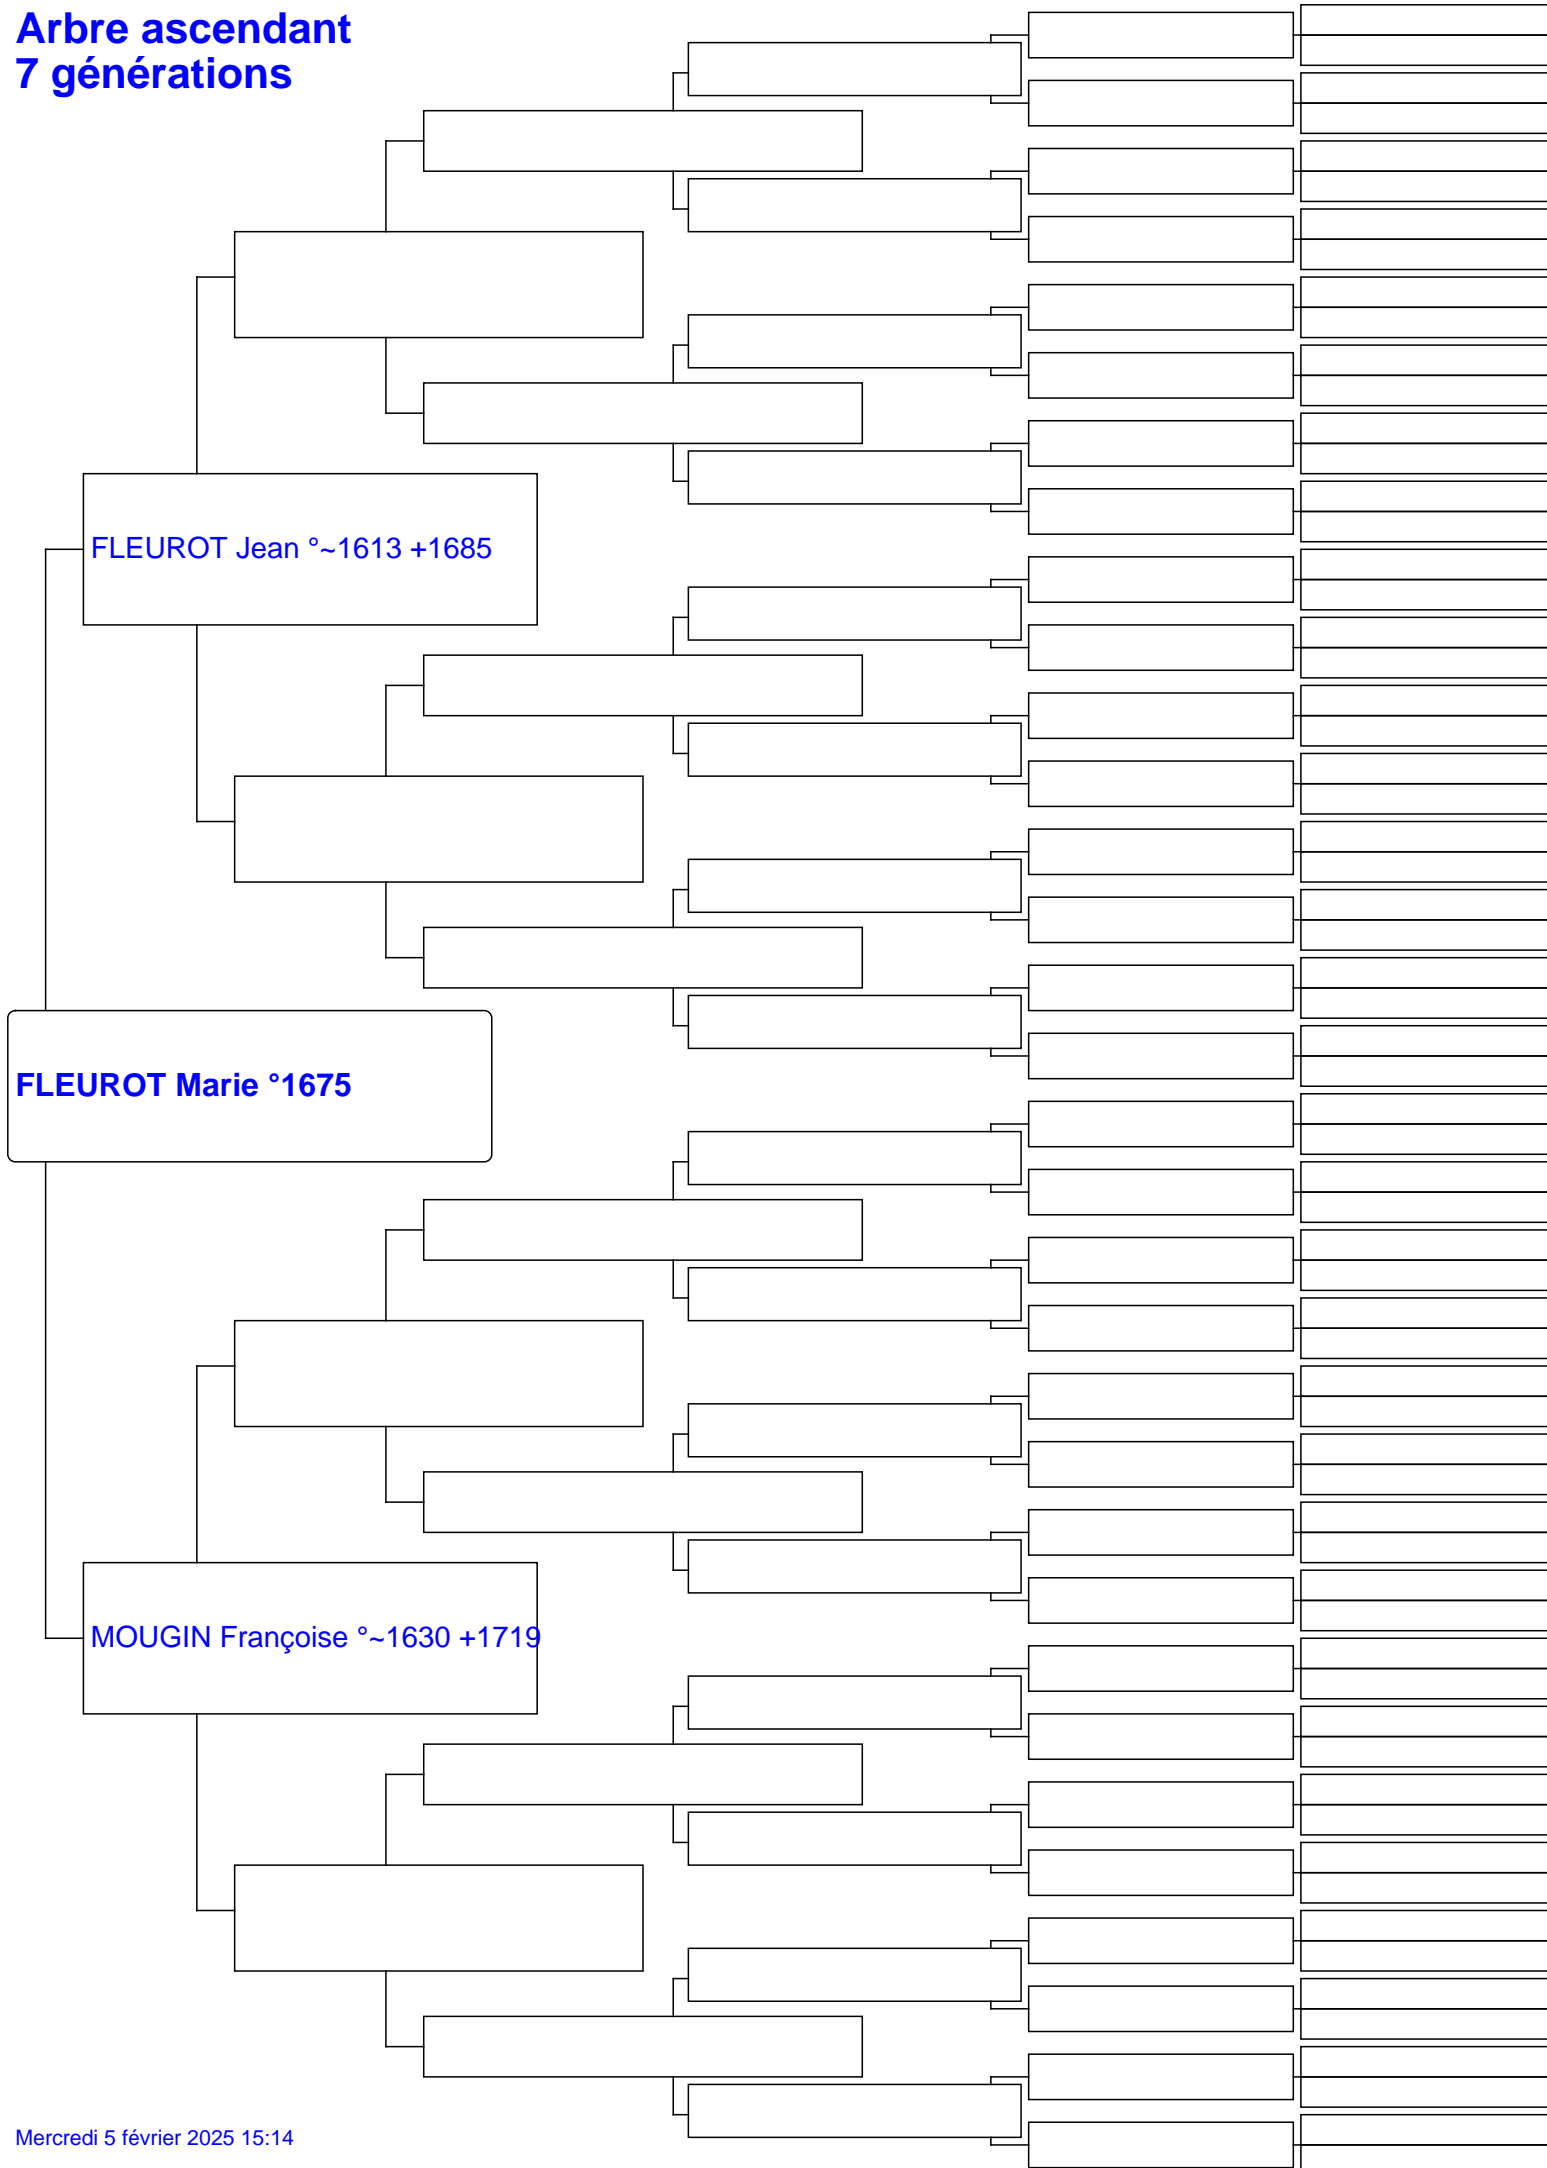 Arbre ascendant
7 générations
FLEUROT Jean °~1613 +1685
FLEUROT Marie °1675
MOUGIN Françoise °~1630 +1719
Mercredi 5 février 2025 15:14